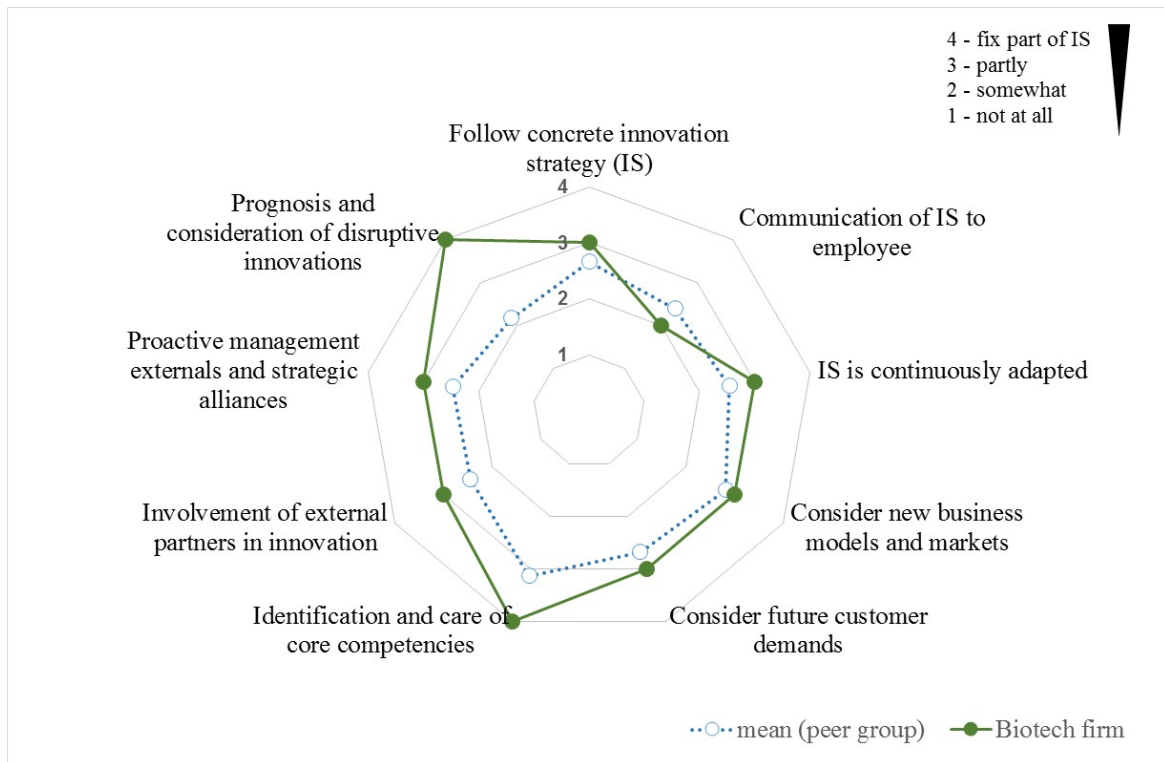 4 - fix part of IS
3 - partly
2 - somewhat
1 - not at all
Follow concrete innovation
strategy (IS)
4
3
2
1
Communication of IS to
employee
IS is continuously adapted
Consider new business
models and markets
Consider future customer
demands
Identification and care of
core competencies
Involvement of external
partners in innovation
Proactive management
externals and strategic
alliances
Prognosis and
consideration of disruptive
innovations
mean (peer group)
Biotech firm